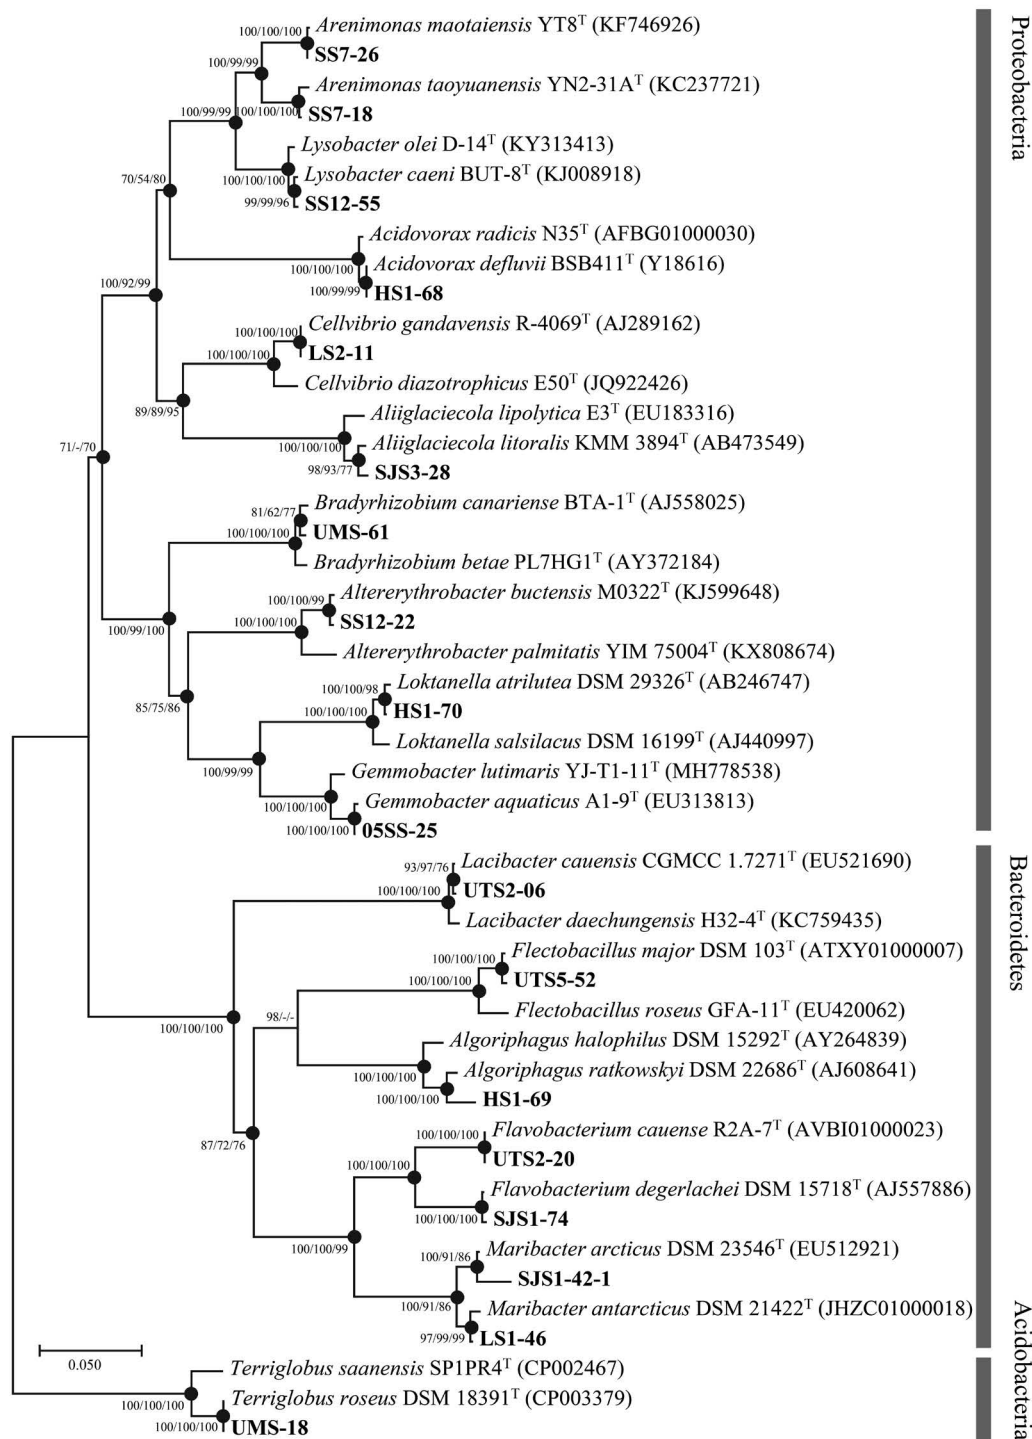 100/100/100
Arenimonas maotaiensis YT8ᵀ (KF746926)
SS7-26
100/99/99
Arenimonas taoyuanensis YN2-31Aᵀ (KC237721)
100/99/99
100/100/100
SS7-18
Lysobacter olei D-14ᵀ (KY313413)
100/100/100
Lysobacter caeni BUT-8ᵀ (KJ008918)
70/54/80
99/99/96
SS12-55
Acidovorax radicis N35ᵀ (AFBG01000030)
100/100/100
Acidovorax defluvii BSB411ᵀ (Y18616)
100/92/99
100/99/99
HS1-68
Cellvibrio gandavensis R-4069ᵀ (AJ289162)
100/100/100
LS2-11
100/100/100
Cellvibrio diazotrophicus E50ᵀ (JQ922426)
89/89/95
Aliiglaciecola lipolytica E3ᵀ (EU183316)
100/100/100
Aliiglaciecola litoralis KMM 3894ᵀ (AB473549)
71/-/70
98/93/77
SJS3-28
Bradyrhizobium canariense BTA-1ᵀ (AJ558025)
81/62/77
UMS-61
100/100/100
Bradyrhizobium betae PL7HG1ᵀ (AY372184)
Altererythrobacter buctensis M0322ᵀ (KJ599648)
100/100/99
SS12-22
100/99/100
100/100/100
Altererythrobacter palmitatis YIM 75004ᵀ (KX808674)
Loktanella atrilutea DSM 29326ᵀ (AB246747)
100/100/98
85/75/86
100/100/100
HS1-70
Loktanella salsilacus DSM 16199ᵀ (AJ440997)
100/99/99
Gemmobacter lutimaris YJ-T1-11ᵀ (MH778538)
100/100/100
Gemmobacter aquaticus A1-9ᵀ (EU313813)
100/100/100
05SS-25
Proteobacteria
Lacibacter cauensis CGMCC 1.7271ᵀ (EU521690)
93/97/76
100/100/100
UTS2-06
Lacibacter daechungensis H32-4ᵀ (KC759435)
Flectobacillus major DSM 103ᵀ (ATXY01000007)
100/100/100
UTS5-52
100/100/100
Flectobacillus roseus GFA-11ᵀ (EU420062)
98/-/-
100/100/100
Algoriphagus halophilus DSM 15292ᵀ (AY264839)
100/100/100
Algoriphagus ratkowskyi DSM 22686ᵀ (AJ608641)
100/100/100
HS1-69
87/72/76
Flavobacterium cauense R2A-7ᵀ (AVBI01000023)
100/100/100
UTS2-20
100/100/100
Flavobacterium degerlachei DSM 15718ᵀ (AJ557886)
100/100/100
SJS1-74
100/100/99
Maribacter arcticus DSM 23546ᵀ (EU512921)
100/91/86
SJS1-42-1
100/91/86
Maribacter antarcticus DSM 21422ᵀ (JHZC01000018)
97/99/99
LS1-46
Bacteroidetes
0.050
Terriglobus saanensis SP1PR4ᵀ (CP002467)
100/100/100
Terriglobus roseus DSM 18391ᵀ (CP003379)
100/100/100
UMS-18
Acidobacteria